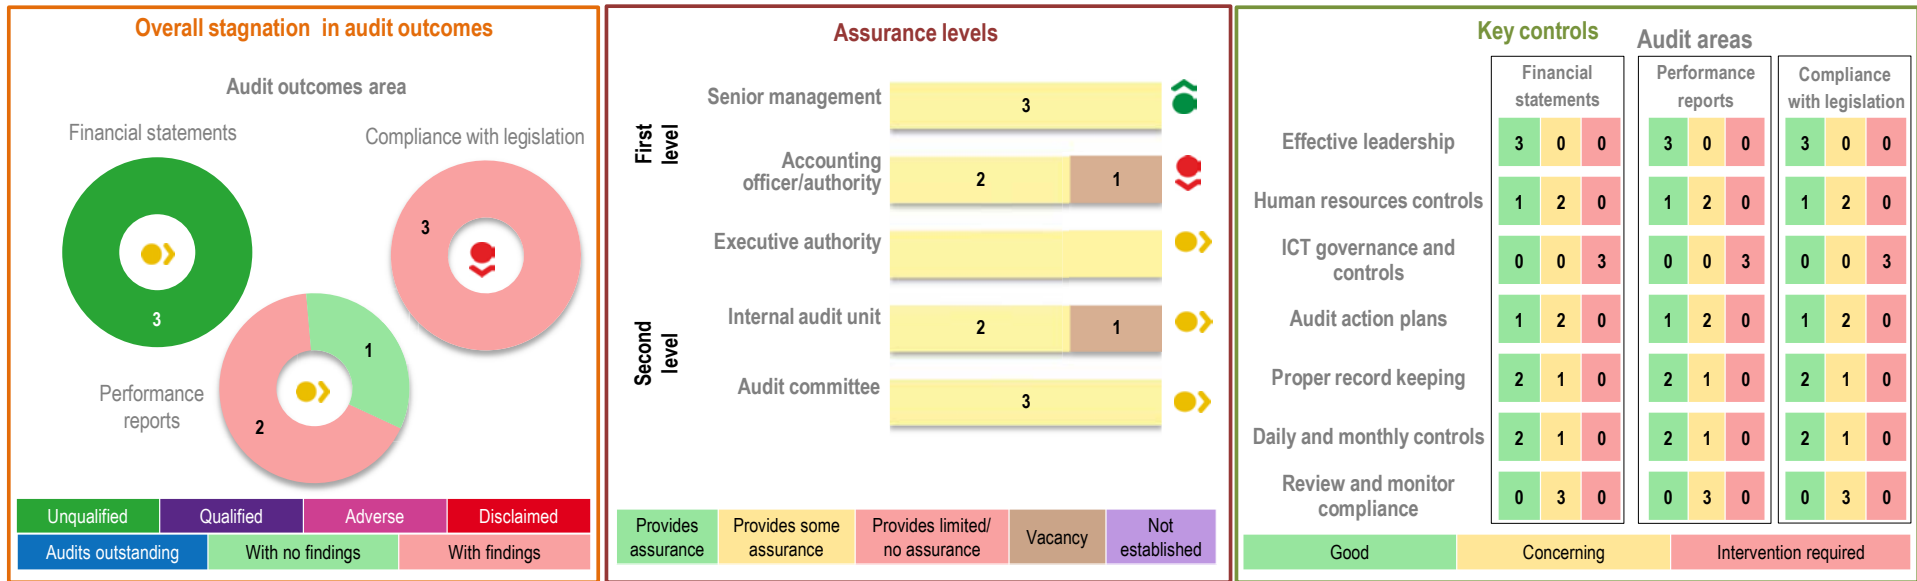 Overall stagnation in audit outcomes
Audit outcomes area
Financial statements
Compliance with legislation
3
3
1
Performance
reports
2
Unqualified
Qualified
Adverse
Disclaimed
Audits outstanding
With no findings
With findings
Assurance levels
First
level
Senior management
3
Accounting
officer/authority
2
1
Executive authority
Second
level
Internal audit unit
2
1
Audit committee
3
Provides
assurance
Provides some
assurance
Provides limited/
no assurance
Vacancy
Not
established
Key controls
Audit areas
Financial
statements
Performance
reports
Compliance
with legislation
Effective leadership
3 0 0 3 0 0 3 0 0
Human resources controls
1 2 0 1 2 0 1 2 0
ICT governance and
controls
0 0 3 0 0 3 0 0 3
Audit action plans
1 2 0 1 2 0 1 2 0
Proper record keeping
2 1 0 2 1 0 2 1 0
Daily and monthly controls
2 1 0 2 1 0 2 1 0
Review and monitor
compliance
0 3 0 0 3 0 0 3 0
Good
Concerning
Intervention required